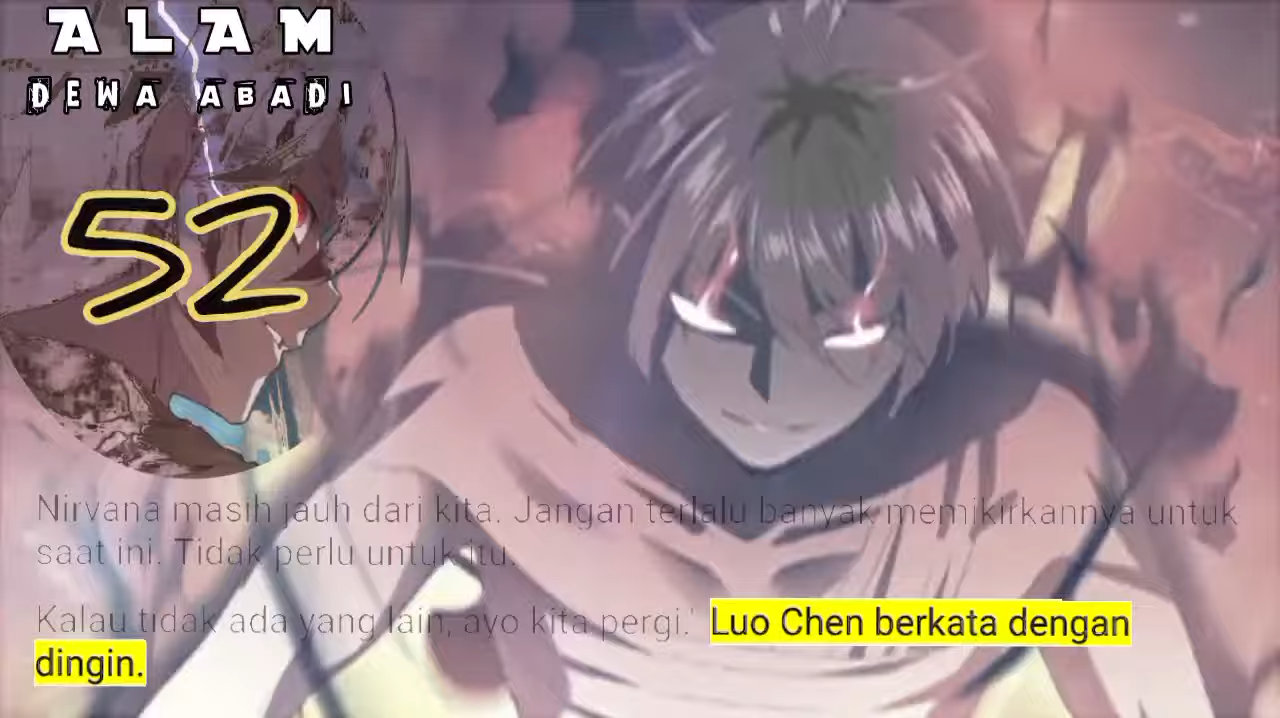 ALAM
DEWA ABADI
52
Nirvana masih jauh dari kita. Jangan terlalu banyak memikirkannya untuk
saat ini. Tidak perlu untuk itu.
Kalau tidak ada yang lain, ayo kita pergi.' Luo Chen berkata dengan
dingin.